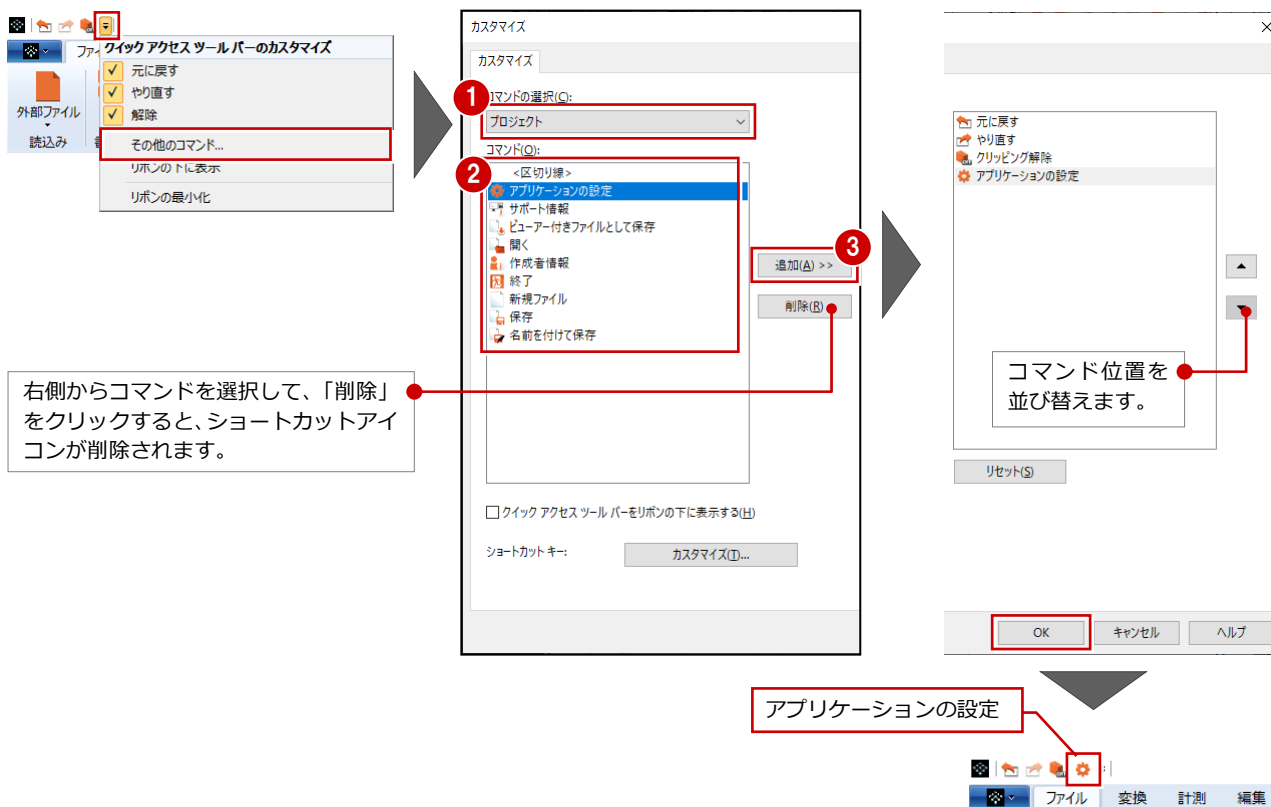 クイック アクセス ツール バーのカスタマイズ
元に戻す
やり直す
解除
その他のコマンド...
リボンの下に表示
リボンの最小化
外部ファイル
読込み
カスタマイズ
カスタマイズ
1
コマンドの選択(C):
プロジェクト
コマンド(O):
2
<区切り線>
アプリケーションの設定
サポート情報
ビューアー付きファイルとして保存
開く
作成者情報
終了
新規ファイル
保存
名前を付けて保存
3
追加(A) >>
削除(R)
右側からコマンドを選択して、「削除」
をクリックすると、ショートカットアイ
コンが削除されます。
クイック アクセス ツール バーをリボンの下に表示する(H)
ショートカット キー:
カスタマイズ(T)...
元に戻す
やり直す
クリッピング解除
アプリケーションの設定
コマンド位置を
並び替えます。
リセット(S)
OK
キャンセル
ヘルプ
アプリケーションの設定
ファイル
変換
計測
編集